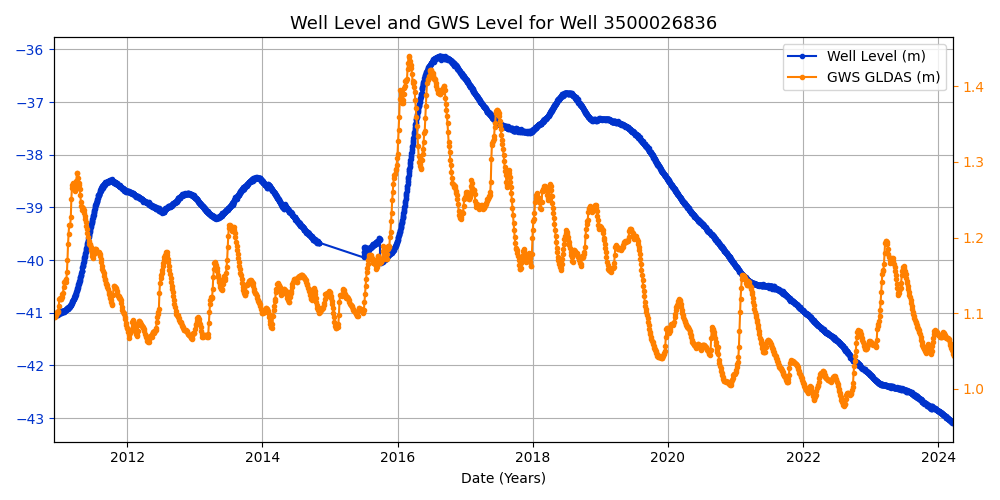 Well Level and GWS Level for Well 3500026836
Well Level (m)
GWS GLDAS (m)
−36
−37
−38
−39
−40
−41
−42
−43
1.4
1.3
1.2
1.1
1.0
2012 2014 2016 2018 2020 2022 2024
Date (Years)